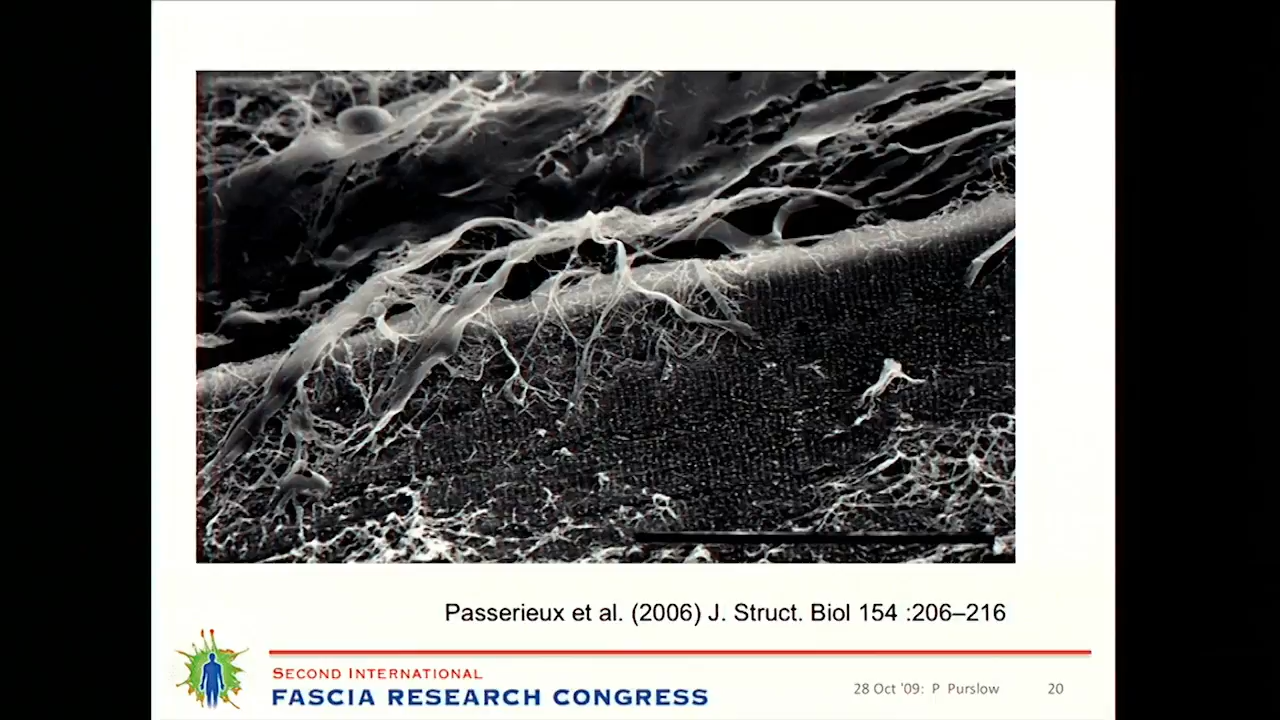 Passerieux et al. (2006) J. Struct. Biol 154 :206–216
SECOND INTERNATIONAL
FASCIA RESEARCH CONGRESS
28 Oct '09: P Purslow
20